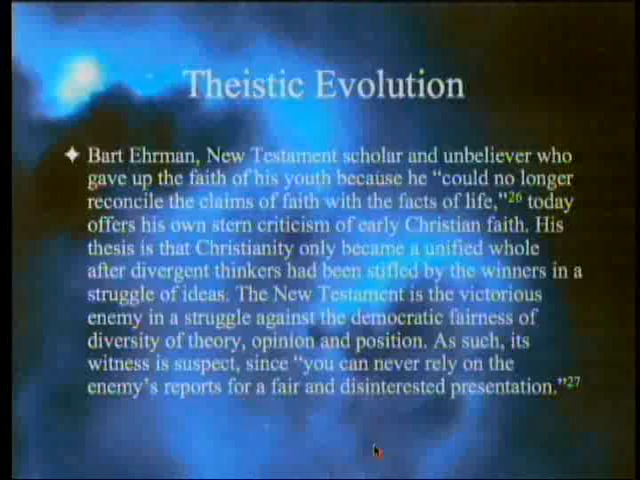 Theistic Evolution
✦ Bart Ehrman, New Testament scholar and unbeliever who
gave up the faith of his youth because he “could no longer
reconcile the claims of faith with the facts of life,”26 today
offers his own stern criticism of early Christian faith. His
thesis is that Christianity only became a unified whole
after divergent thinkers had been stifled by the winners in a
struggle of ideas. The New Testament is the victorious
enemy in a struggle against the democratic fairness of
diversity of theory, opinion and position. As such, its
witness is suspect, since “you can never rely on the
enemy’s reports for a fair and disinterested presentation.”27